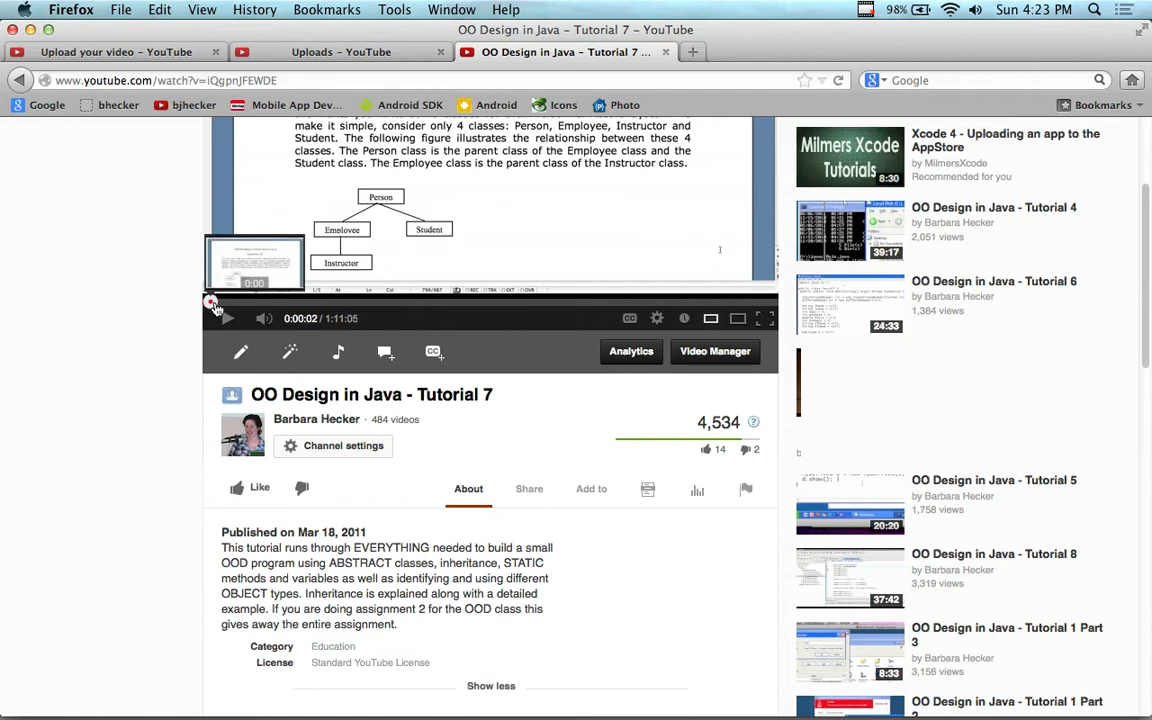 Firefox File Edit View History Bookmarks Tools Window Help 98% Sun 4:23 PM
OO Design in Java - Tutorial 7 - YouTube
Upload your video - YouTube Uploads - YouTube OO Design in Java - Tutorial 7 ...
www.youtube.com/watch?v=iQgpnJFEWDE Google
Google bhecker bjhecker Mobile App Dev... Android SDK Android Icons Photo Bookmarks
make it simple, consider only 4 classes: Person, Employee, Instructor and
Student. The following figure illustrates the relationship between these 4
classes. The Person class is the parent class of the Employee class and the
Student class. The Employee class is the parent class of the Instructor class.
Person
Employee Student
Instructor
0:00
1/1 At Ln Col 799/987 REC TRK EXT OVR
0:00:02 / 1:11:05
CC
CC
Analytics Video Manager
OO Design in Java - Tutorial 7
Barbara Hecker · 484 videos
Channel settings
4,534 ?
14 2
Like About Share Add to
Published on Mar 18, 2011
This tutorial runs through EVERYTHING needed to build a small
OOD program using ABSTRACT classes, inheritance, STATIC
methods and variables as well as identifying and using different
OBJECT types. Inheritance is explained along with a detailed
example. If you are doing assignment 2 for the OOD class this
gives away the entire assignment.
Category Education
License Standard YouTube License
Show less
Milmers Xcode
Tutorials
8:30
Xcode 4 - Uploading an app to the
AppStore
by MilmersXcode
Recommended for you
39:17
OO Design in Java - Tutorial 4
by Barbara Hecker
2,051 views
24:33
OO Design in Java - Tutorial 6
by Barbara Hecker
1,384 views
b
20:20
OO Design in Java - Tutorial 5
by Barbara Hecker
1,758 views
37:42
OO Design in Java - Tutorial 8
by Barbara Hecker
3,319 views
8:33
OO Design in Java - Tutorial 1 Part
3
by Barbara Hecker
3,156 views
OO Design in Java - Tutorial 1 Part